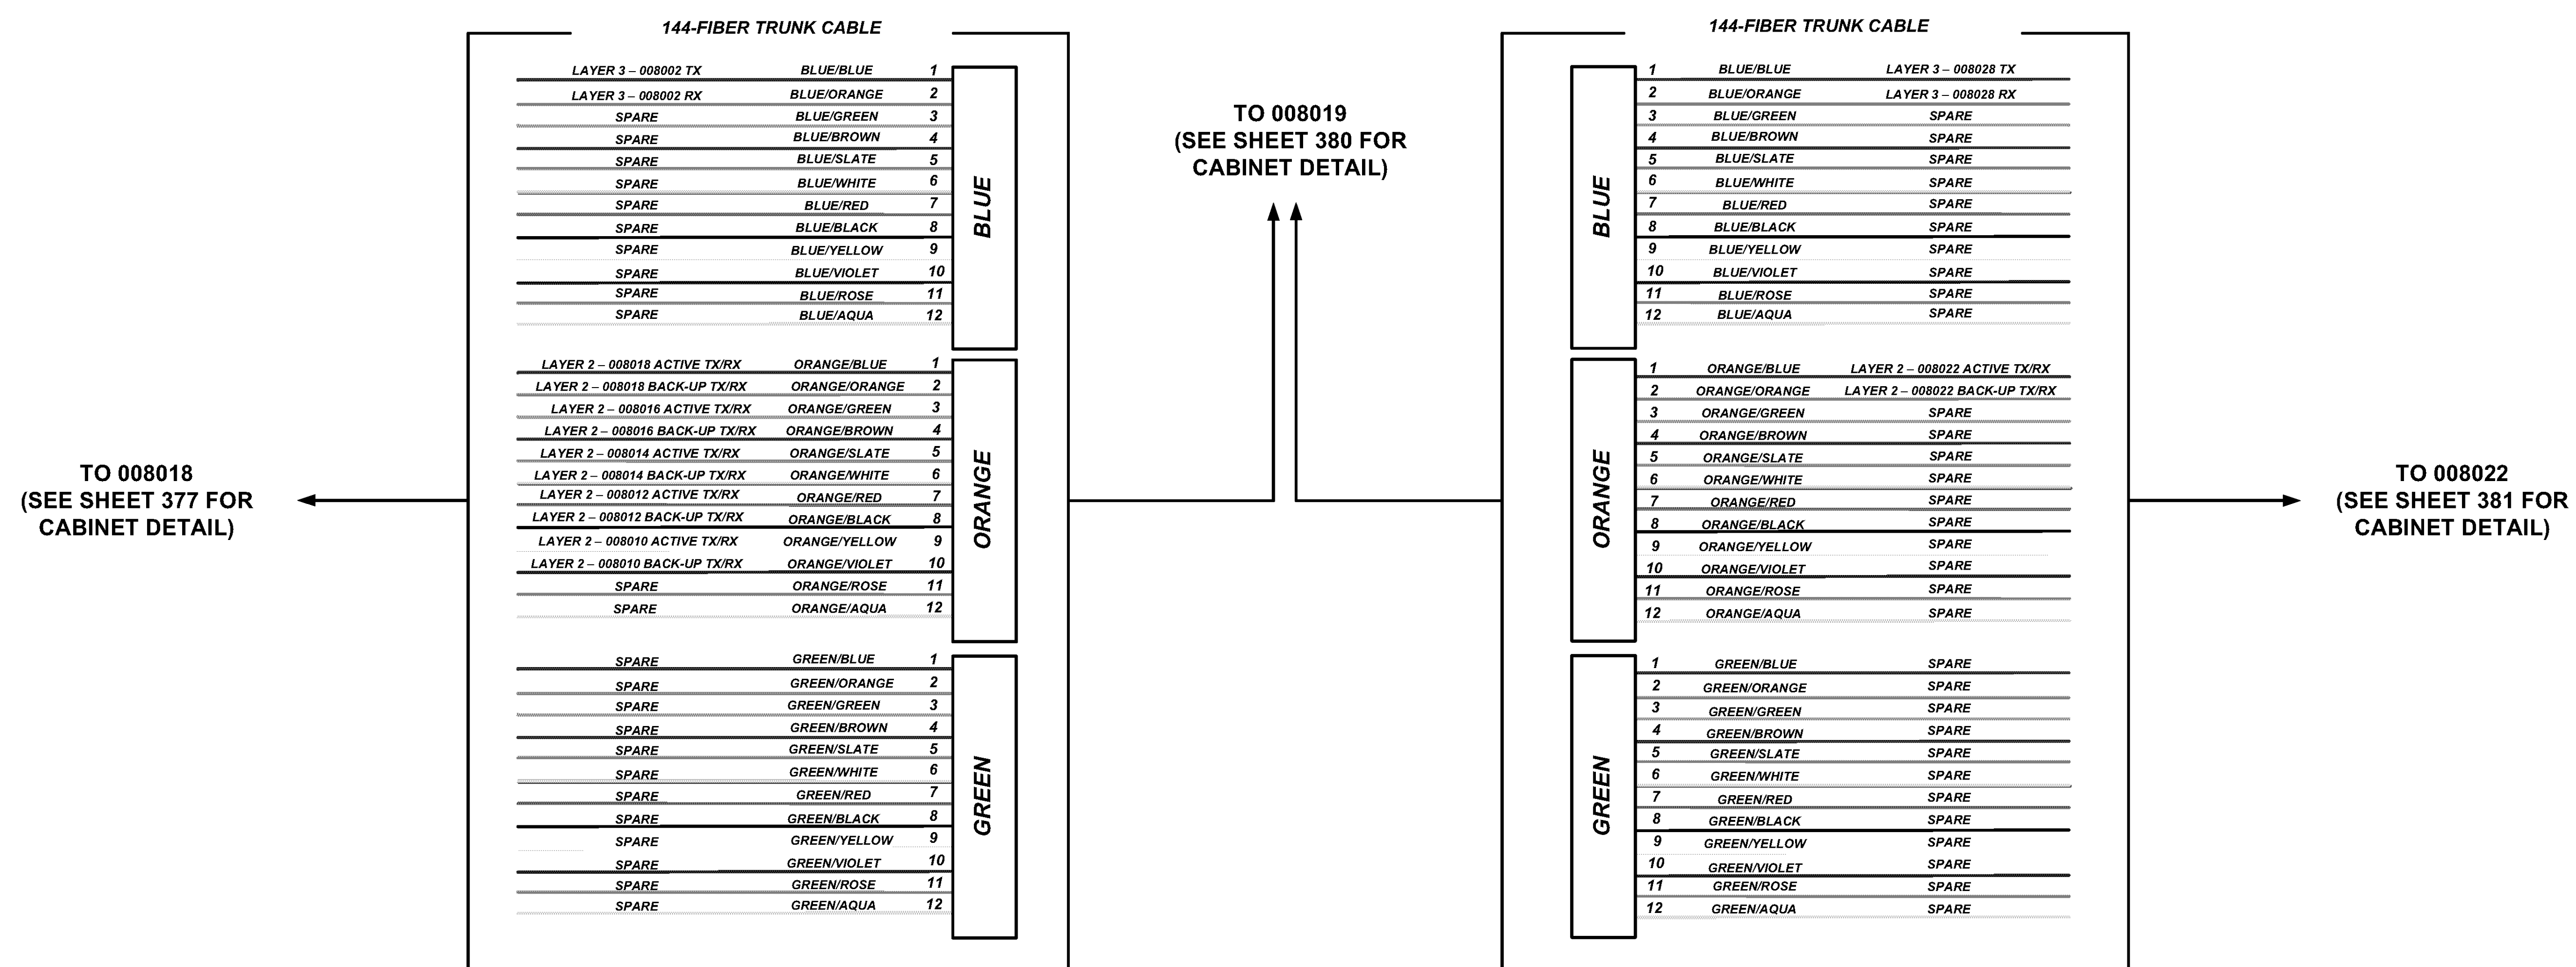 144-FIBER TRUNK CABLE
LAYER 3 – 008002 TX BLUE/BLUE 1
LAYER 3 – 008002 RX BLUE/ORANGE 2
SPARE BLUE/GREEN 3
SPARE BLUE/BROWN 4
SPARE BLUE/SLATE 5
SPARE BLUE/WHITE 6
SPARE BLUE/RED 7
SPARE BLUE/BLACK 8
SPARE BLUE/YELLOW 9
SPARE BLUE/VIOLET 10
SPARE BLUE/ROSE 11
SPARE BLUE/AQUA 12
BLUE
LAYER 2 – 008018 ACTIVE TX/RX ORANGE/BLUE 1
LAYER 2 – 008018 BACK-UP TX/RX ORANGE/ORANGE 2
LAYER 2 – 008016 ACTIVE TX/RX ORANGE/GREEN 3
LAYER 2 – 008016 BACK-UP TX/RX ORANGE/BROWN 4
LAYER 2 – 008014 ACTIVE TX/RX ORANGE/SLATE 5
LAYER 2 – 008014 BACK-UP TX/RX ORANGE/WHITE 6
LAYER 2 – 008012 ACTIVE TX/RX ORANGE/RED 7
LAYER 2 – 008012 BACK-UP TX/RX ORANGE/BLACK 8
LAYER 2 – 008010 ACTIVE TX/RX ORANGE/YELLOW 9
LAYER 2 – 008010 BACK-UP TX/RX ORANGE/VIOLET 10
SPARE ORANGE/ROSE 11
SPARE ORANGE/AQUA 12
ORANGE
SPARE GREEN/BLUE 1
SPARE GREEN/ORANGE 2
SPARE GREEN/GREEN 3
SPARE GREEN/BROWN 4
SPARE GREEN/SLATE 5
SPARE GREEN/WHITE 6
SPARE GREEN/RED 7
SPARE GREEN/BLACK 8
SPARE GREEN/YELLOW 9
SPARE GREEN/VIOLET 10
SPARE GREEN/ROSE 11
SPARE GREEN/AQUA 12
GREEN
TO 008018
(SEE SHEET 377 FOR
CABINET DETAIL)
TO 008019
(SEE SHEET 380 FOR
CABINET DETAIL)
144-FIBER TRUNK CABLE
1 BLUE/BLUE LAYER 3 – 008028 TX
2 BLUE/ORANGE LAYER 3 – 008028 RX
3 BLUE/GREEN SPARE
4 BLUE/BROWN SPARE
5 BLUE/SLATE SPARE
6 BLUE/WHITE SPARE
7 BLUE/RED SPARE
8 BLUE/BLACK SPARE
9 BLUE/YELLOW SPARE
10 BLUE/VIOLET SPARE
11 BLUE/ROSE SPARE
12 BLUE/AQUA SPARE
BLUE
1 ORANGE/BLUE LAYER 2 – 008022 ACTIVE TX/RX
2 ORANGE/ORANGE LAYER 2 – 008022 BACK-UP TX/RX
3 ORANGE/GREEN SPARE
4 ORANGE/BROWN SPARE
5 ORANGE/SLATE SPARE
6 ORANGE/WHITE SPARE
7 ORANGE/RED SPARE
8 ORANGE/BLACK SPARE
9 ORANGE/YELLOW SPARE
10 ORANGE/VIOLET SPARE
11 ORANGE/ROSE SPARE
12 ORANGE/AQUA SPARE
ORANGE
1 GREEN/BLUE SPARE
2 GREEN/ORANGE SPARE
3 GREEN/GREEN SPARE
4 GREEN/BROWN SPARE
5 GREEN/SLATE SPARE
6 GREEN/WHITE SPARE
7 GREEN/RED SPARE
8 GREEN/BLACK SPARE
9 GREEN/YELLOW SPARE
10 GREEN/VIOLET SPARE
11 GREEN/ROSE SPARE
12 GREEN/AQUA SPARE
GREEN
TO 008022
(SEE SHEET 381 FOR
CABINET DETAIL)